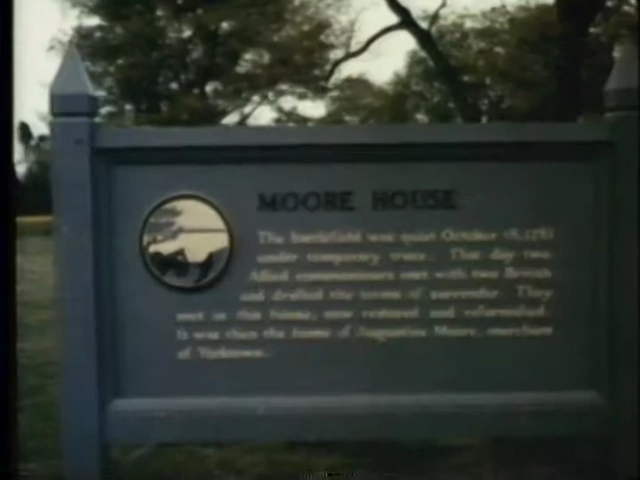 MOORE HOUSE
The battlefield was quiet October 18, 1781
under temporary truce. That day two
Allied commissioners met with two British
and drafted the terms of surrender. They
met in this house, now restored and refurnished.
It was then the home of Augustine Moore, merchant
of Yorktown.